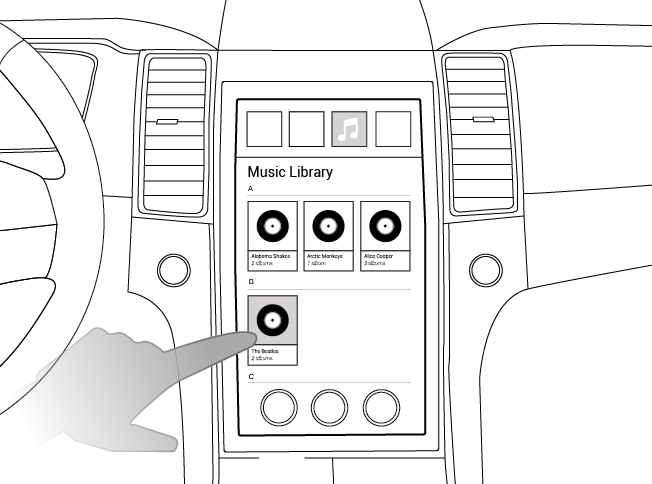 Music Library
A
Alabama Shakes
2 albums
Arctic Monkeys
1 album
Alice Cooper
3 albums
B
The Beatles
2 albums
C